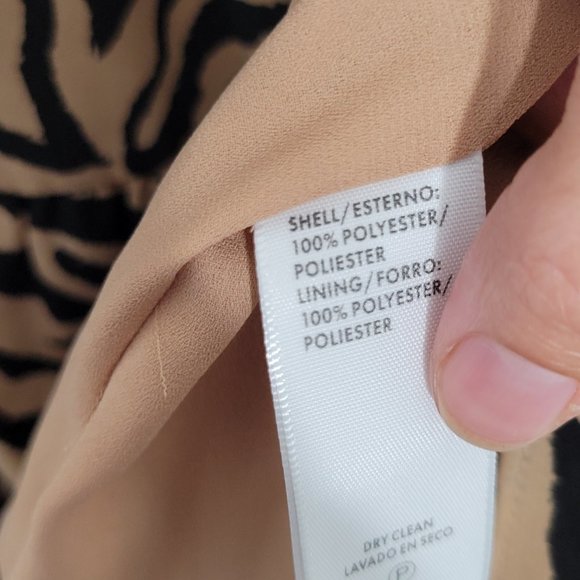 SHELL/ESTERNO:
100% POLYESTER/
POLIESTER
LINING/FORRO:
100% POLYESTER/
POLIESTER
DRY CLEAN
LAVADO EN SECO
P